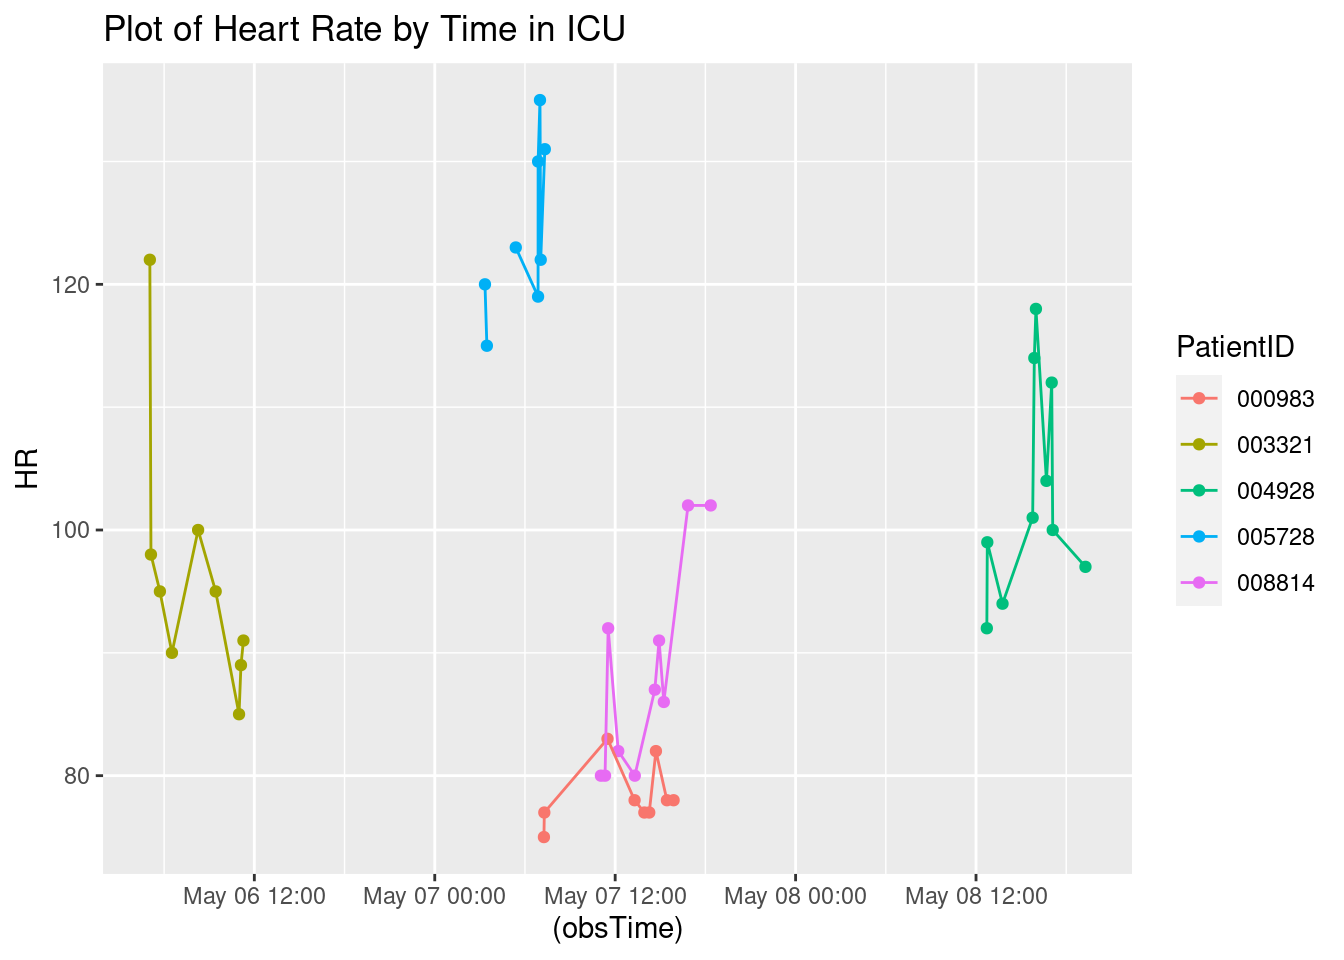 Plot of Heart Rate by Time in ICU
HR
120
100
80
May 06 12:00
May 07 00:00
May 07 12:00
May 08 00:00
May 08 12:00
(obsTime)
PatientID
000983
003321
004928
005728
008814